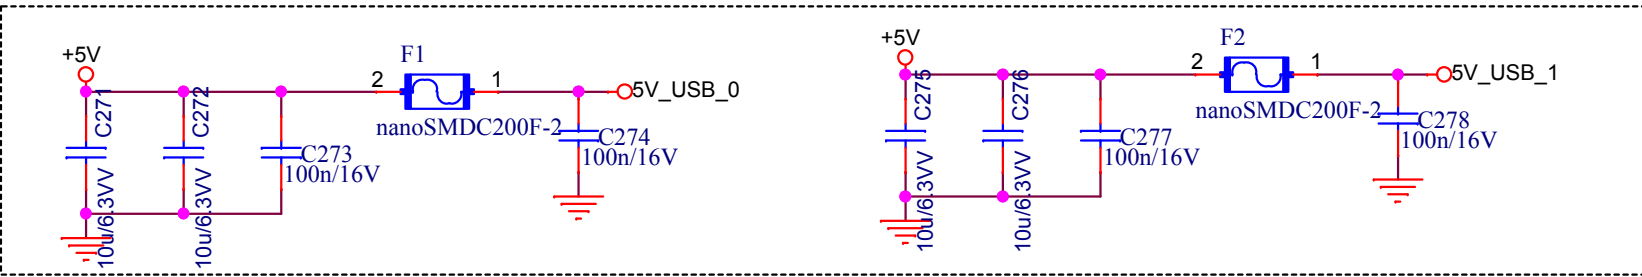 +5V
C271
10u/6.3VV
C272
10u/6.3VV
C273
100n/16V
F1
2
1
nanoSMDC200F-2
5V_USB_0
C274
100n/16V
+5V
C275
10u/6.3VV
C276
10u/6.3VV
C277
100n/16V
F2
2
1
nanoSMDC200F-2
5V_USB_1
C278
100n/16V